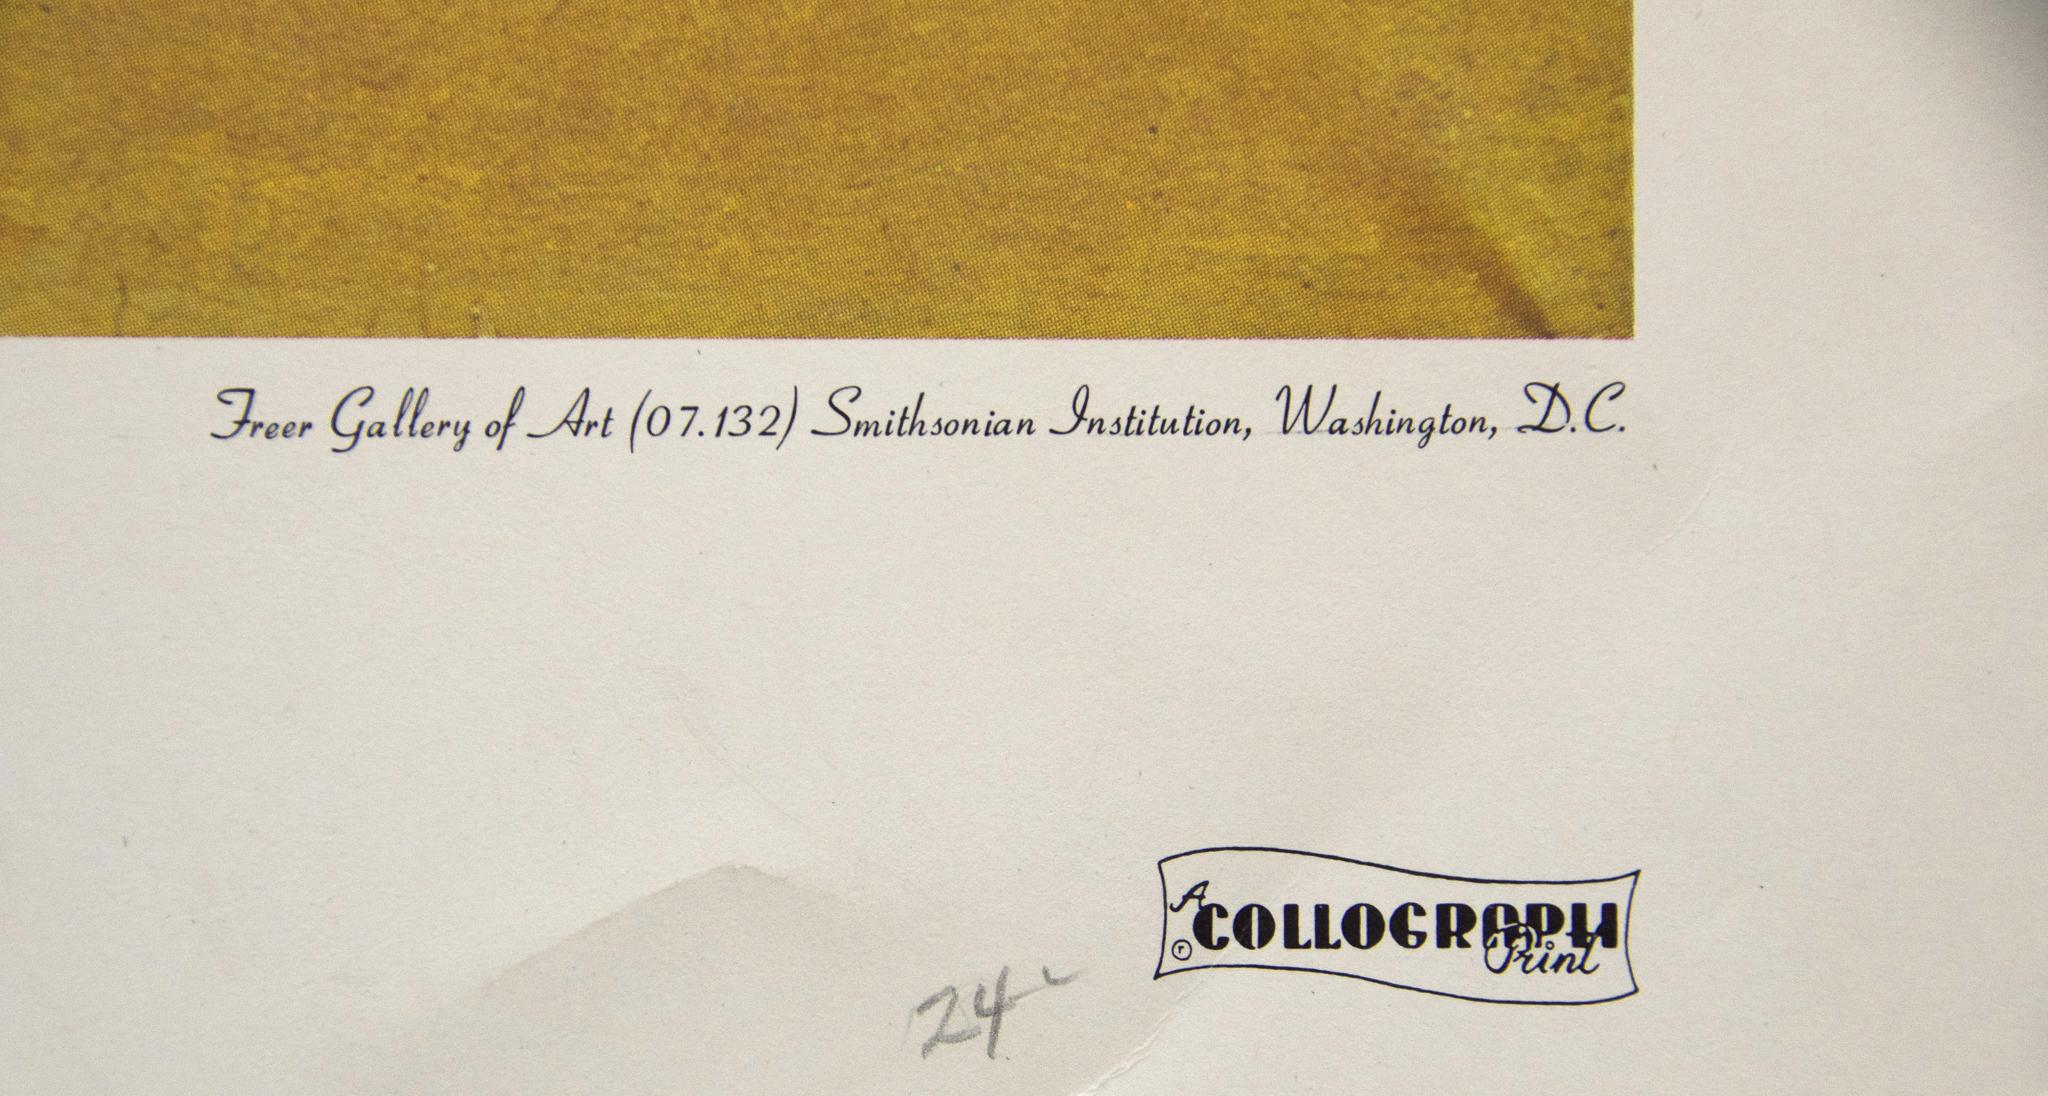 Freer Gallery of Art (07.132) Smithsonian Institution, Washington, D.C.
A
COLLOGRAPH
® Print
24